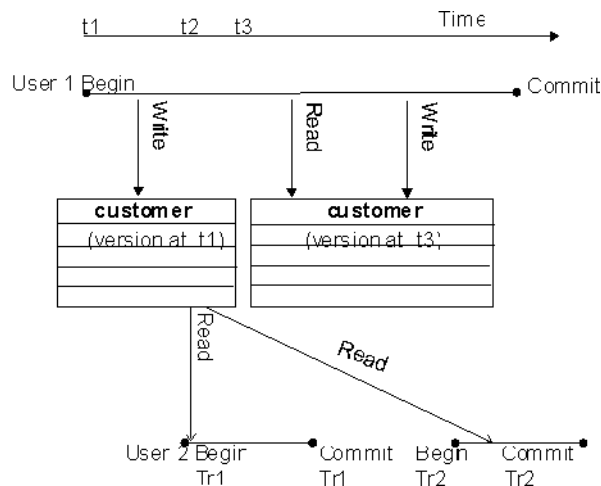 t1 t2 t3 Time
User 1 Begin Commit
Write Read Write
customer customer
(version at t1) (version at t3)
Read Read
User 2 Begin Commit Begin Commit
Tr1 Tr1 Tr2 Tr2